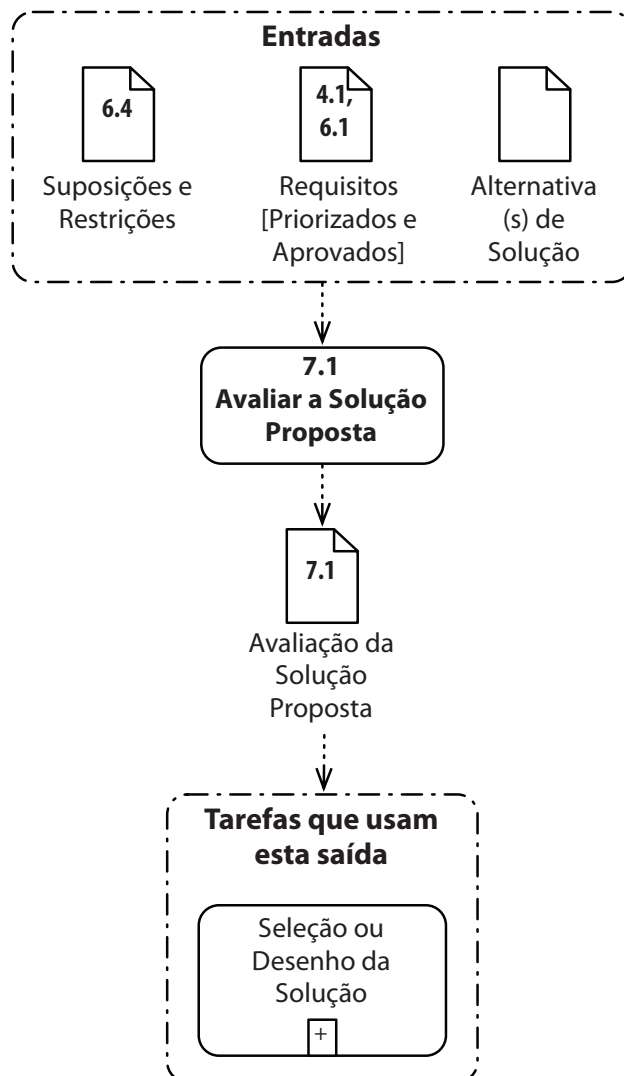 Entradas
6.4
Suposições e
Restrições
4.1,
6.1
Requisitos
[Priorizados e
Aprovados]
Alternativa
(s) de
Solução
7.1
Avaliar a Solução
Proposta
7.1
Avaliação da
Solução
Proposta
Tarefas que usam
esta saída
Seleção ou
Desenho da
Solução
+